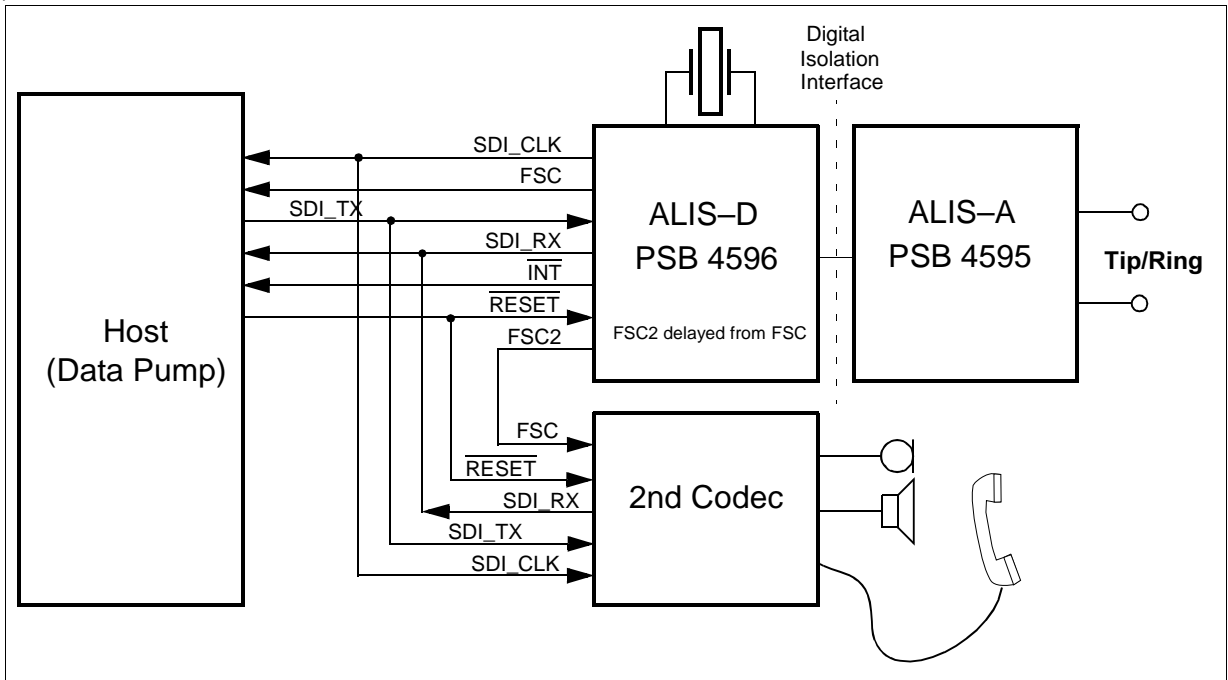 Digital
Isolation
Interface
SDI_CLK
FSC
SDI_TX
SDI_RX
INT
RESET
FSC2
ALIS–D
PSB 4596
FSC2 delayed from FSC
ALIS–A
PSB 4595
Tip/Ring
Host
(Data Pump)
FSC
RESET
SDI_RX
SDI_TX
SDI_CLK
2nd Codec